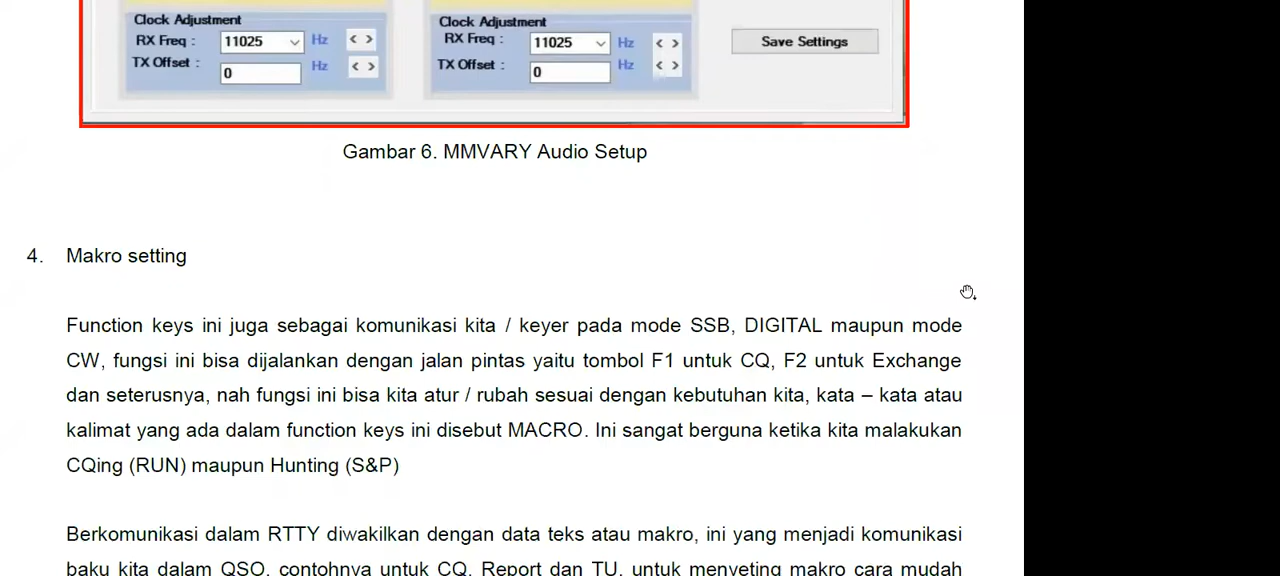 Clock Adjustment Clock Adjustment
RX Freq : 11025 Hz < > RX Freq : 11025 Hz < > Save Settings
TX Offset : 0 Hz < > TX Offset : 0 Hz < >
Gambar 6. MMVARY Audio Setup
4. Makro setting
Function keys ini juga sebagai komunikasi kita / keyer pada mode SSB, DIGITAL maupun mode
CW, fungsi ini bisa dijalankan dengan jalan pintas yaitu tombol F1 untuk CQ, F2 untuk Exchange
dan seterusnya, nah fungsi ini bisa kita atur / rubah sesuai dengan kebutuhan kita, kata – kata atau
kalimat yang ada dalam function keys ini disebut MACRO. Ini sangat berguna ketika kita malakukan
CQing (RUN) maupun Hunting (S&P)
Berkomunikasi dalam RTTY diwakilkan dengan data teks atau makro, ini yang menjadi komunikasi
baku kita dalam QSO, contohnya untuk CQ, Report dan TU, untuk menyeting makro cara mudah